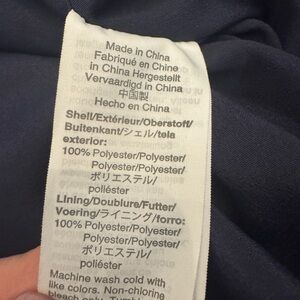 Made in China
Fabriqué en Chine
in China Hergestellt
Vervaardigd in China
中国製
Hecho en China
Shell/Extérieur/Oberstoff/
Buitenkant/シェル/tela
exterior:
100% Polyester/Polyester/
Polyester/Polyester/
ポリエステル/
poliéster
Lining/Doublure/Futter/
Voering/ライニング/forro:
100% Polyester/Polyester/
Polyester/Polyester/
ポリエステル/
poliéster
Machine wash cold with
like colors. Non-chlorine
bleach only. Tumble